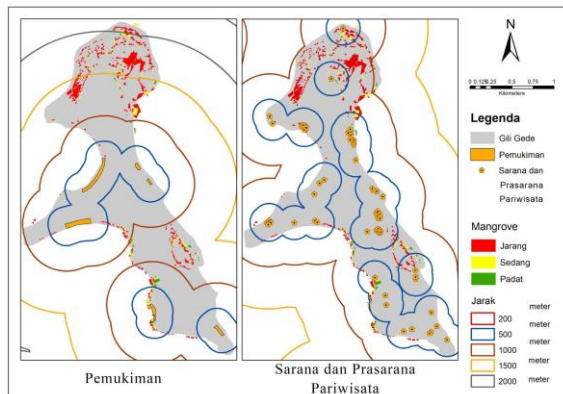 N
0 0,125 0,25 0,5 0,75 1
Kilometers
Legenda
Gili Gede
Pemukiman
Sarana dan
Prasarana
Pariwisata
Mangrove
Jarang
Sedang
Padat
Jarak
200 meter
500 meter
1000 meter
1500 meter
2000 meter
Pemukiman
Sarana dan Prasarana
Pariwisata